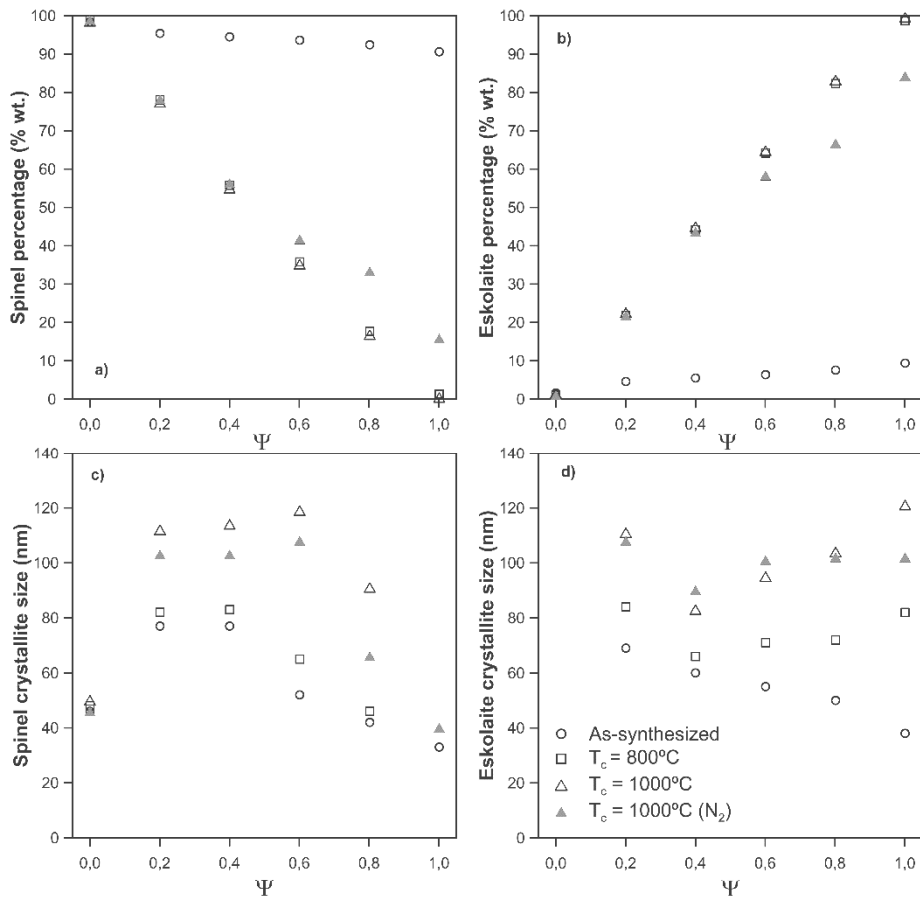 a)
Spinel percentage (% wt.)
100
90
80
70
60
50
40
30
20
10
0
0,0 0,2 0,4 0,6 0,8 1,0
Ψ
b)
Eskolaite percentage (% wt.)
100
90
80
70
60
50
40
30
20
10
0
0,0 0,2 0,4 0,6 0,8 1,0
Ψ
c)
Spinel crystallite size (nm)
140
120
100
80
60
40
20
0
0,0 0,2 0,4 0,6 0,8 1,0
Ψ
d)
Eskolaite crystallite size (nm)
140
120
100
80
60
40
20
0
As-synthesized
Tc = 800ºC
Tc = 1000ºC
Tc = 1000ºC (N2)
0,0 0,2 0,4 0,6 0,8 1,0
Ψ